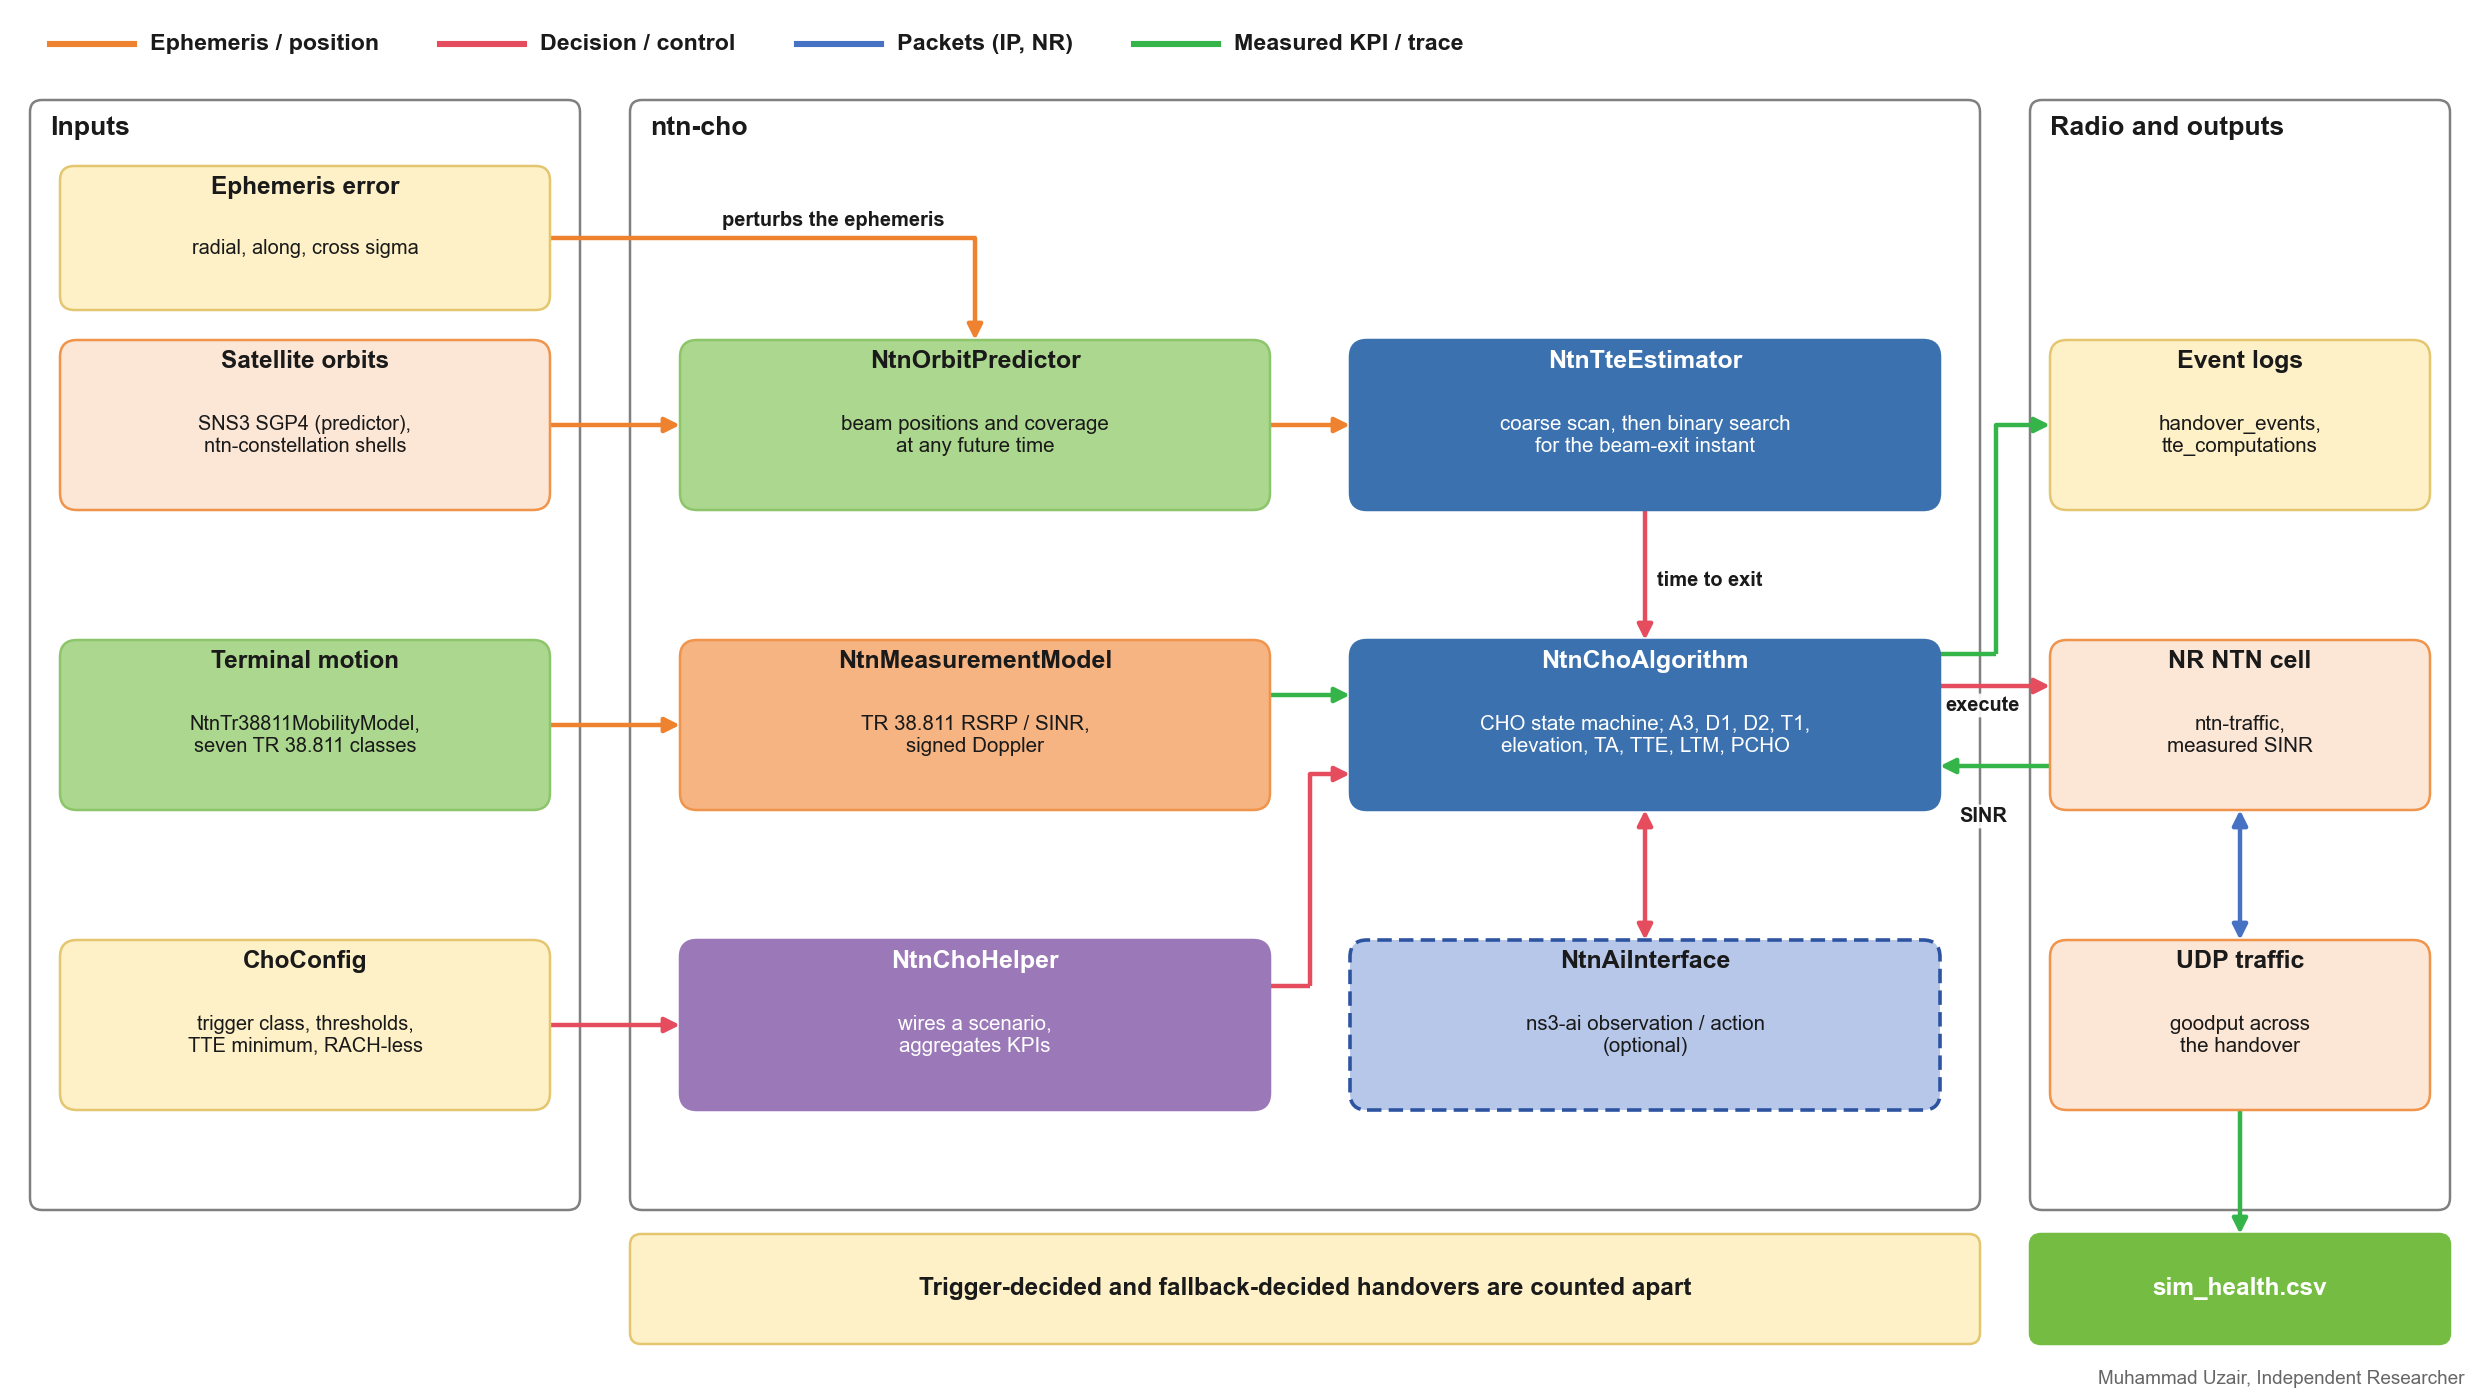 Ephemeris / position
Decision / control
Packets (IP, NR)
Measured KPI / trace
Inputs
Ephemeris error
radial, along, cross sigma
Satellite orbits
SNS3 SGP4 (predictor),
ntn-constellation shells
Terminal motion
NtnTr38811MobilityModel,
seven TR 38.811 classes
ChoConfig
trigger class, thresholds,
TTE minimum, RACH-less
ntn-cho
perturbs the ephemeris
NtnOrbitPredictor
beam positions and coverage
at any future time
NtnTteEstimator
coarse scan, then binary search
for the beam-exit instant
time to exit
NtnMeasurementModel
TR 38.811 RSRP / SINR,
signed Doppler
NtnChoAlgorithm
CHO state machine; A3, D1, D2, T1,
elevation, TA, TTE, LTM, PCHO
execute
SINR
NtnChoHelper
wires a scenario,
aggregates KPIs
NtnAiInterface
ns3-ai observation / action
(optional)
Radio and outputs
Event logs
handover_events,
tte_computations
NR NTN cell
ntn-traffic,
measured SINR
UDP traffic
goodput across
the handover
Trigger-decided and fallback-decided handovers are counted apart
sim_health.csv
Muhammad Uzair, Independent Researcher